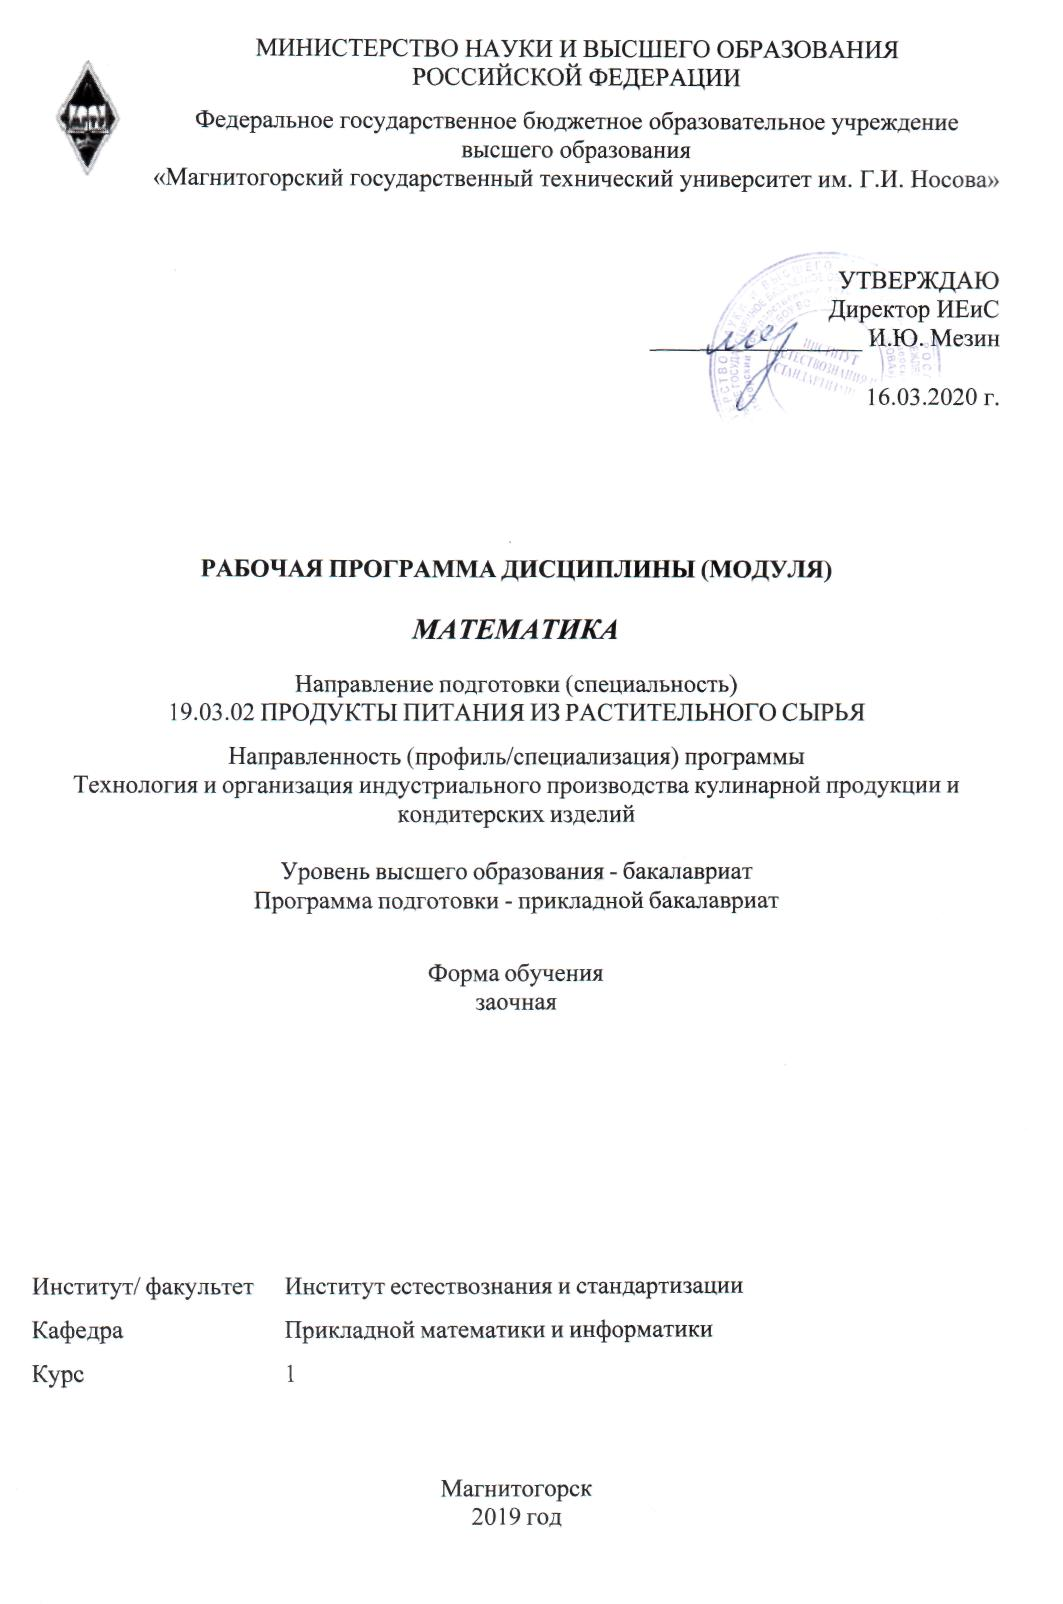 МИНИСТЕРСТВО НАУКИ И ВЫСШЕГО ОБРАЗОВАНИЯ
РОССИЙСКОЙ ФЕДЕРАЦИИ
Федеральное государственное бюджетное образовательное учреждение
высшего образования
«Магнитогорский государственный технический университет им. Г.И. Носова»
УТВЕРЖДАЮ
Директор ИЕиС
И.Ю. Мезин
16.03.2020 г.
ИНСТИТУТ
РАБОЧАЯ ПРОГРАММА ДИСЦИПЛИНЫ (МОДУЛЯ)
МАТЕМАТИКА
Направление подготовки (специальность)
19.03.02 ПРОДУКТЫ ПИТАНИЯ ИЗ РАСТИТЕЛЬНОГО СЫРЬЯ
Направленность (профиль/специализация) программы
Технология и организация индустриального производства кулинарной продукции и
кондитерских изделий
Уровень высшего образования - бакалавриат
Программа подготовки - прикладной бакалавриат
Форма обучения
заочная
Институт/ факультет Институт естествознания и стандартизации
Кафедра Прикладной математики и информатики
Курс 1
Магнитогорск
2019 год